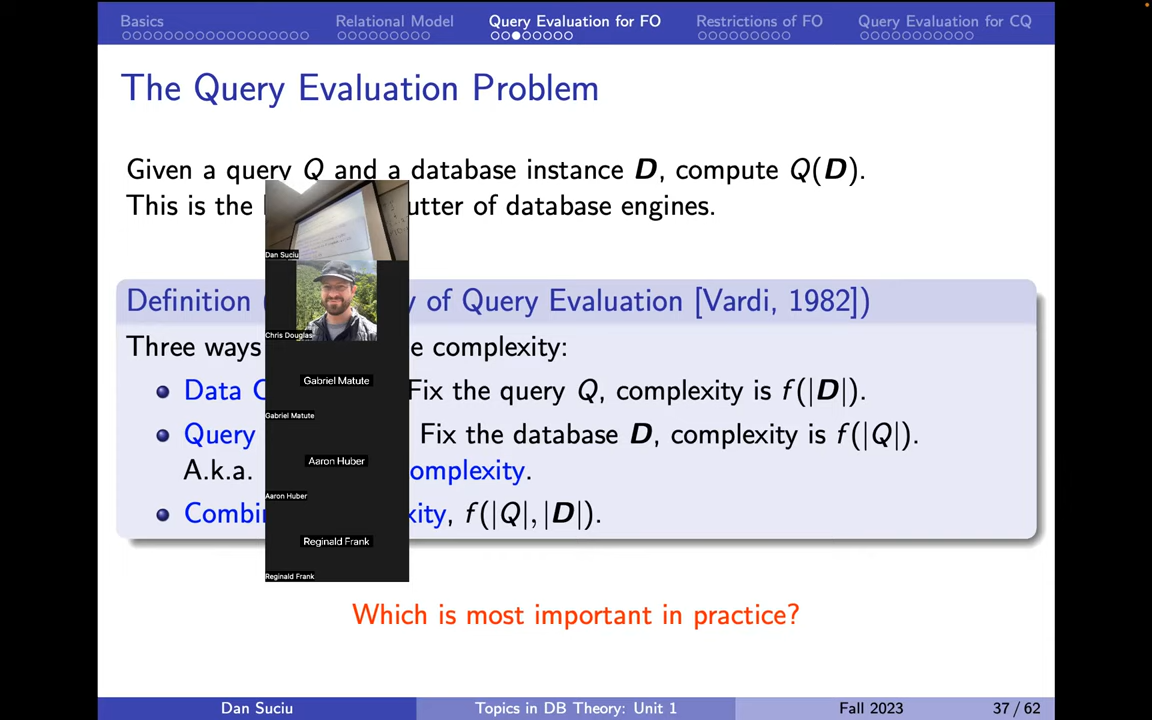 Basics Relational Model Query Evaluation for FO Restrictions of FO Query Evaluation for CQ
The Query Evaluation Problem
Given a query Q and a database instance D, compute Q(D).
This is the utter of database engines.
Dan Suciu
Definition ( y of Query Evaluation [Vardi, 1982])
Chris Douglas
Three ways e complexity:
Gabriel Matute
Data C Fix the query Q, complexity is f(|D|).
Gabriel Matute
Query Fix the database D, complexity is f(|Q|).
Aaron Huber
A.k.a. omplexity.
Aaron Huber
Combi xity, f(|Q|, |D|).
Reginald Frank
Reginald Frank
Which is most important in practice?
Dan Suciu Topics in DB Theory: Unit 1 Fall 2023 37 / 62